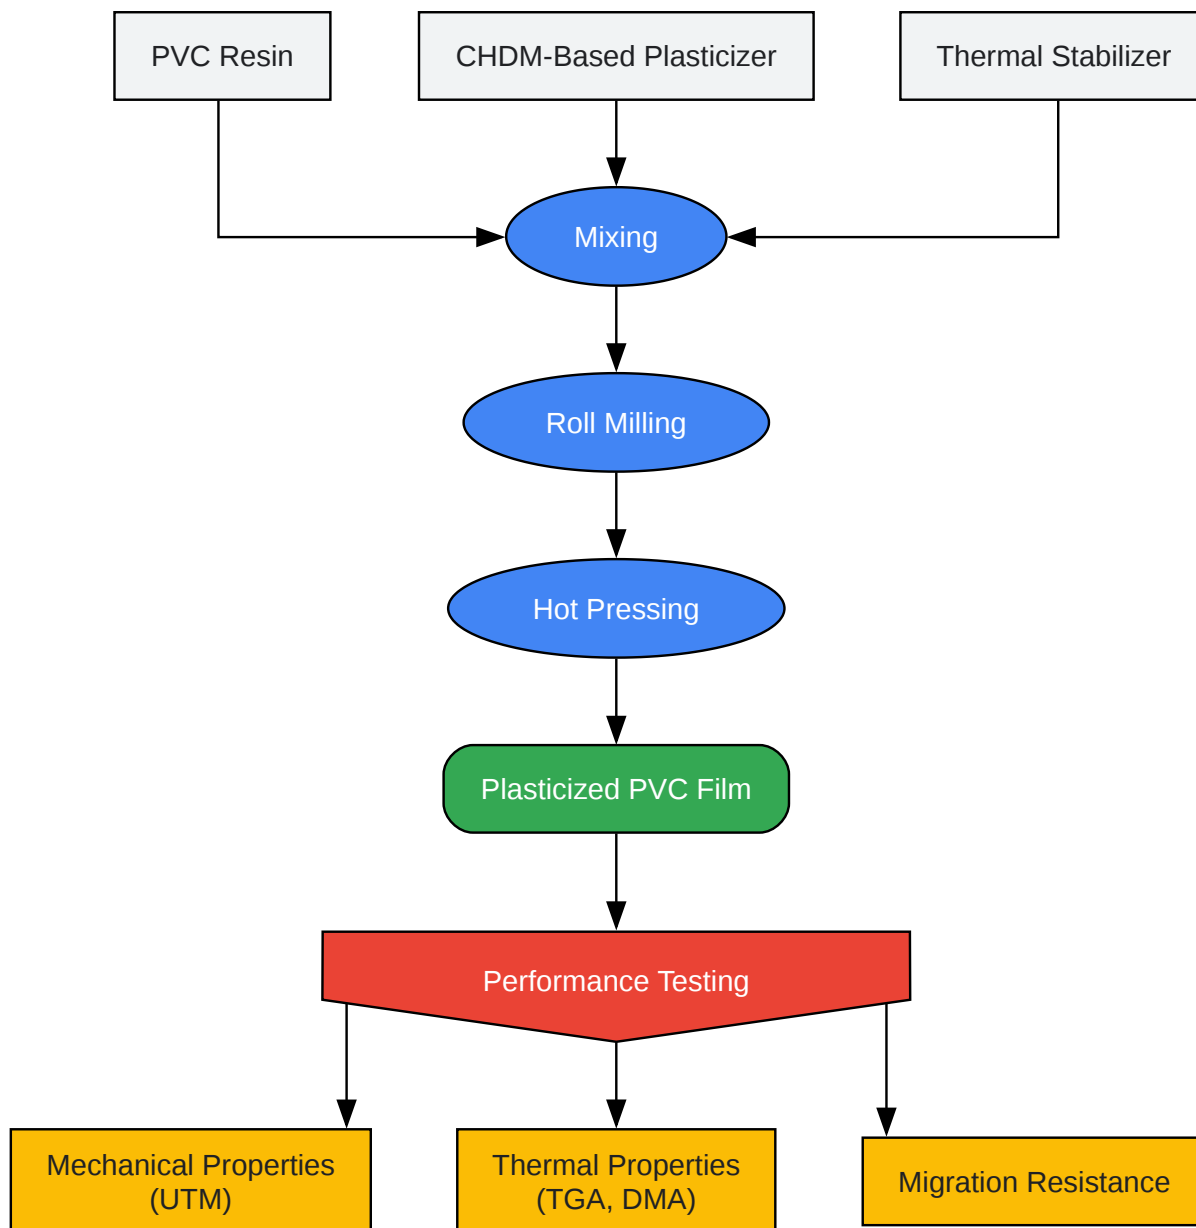 PVC Resin
CHDM-Based Plasticizer
Thermal Stabilizer
Mixing
Roll Milling
Hot Pressing
Plasticized PVC Film
Performance Testing
Mechanical Properties
(UTM)
Thermal Properties
(TGA, DMA)
Migration Resistance